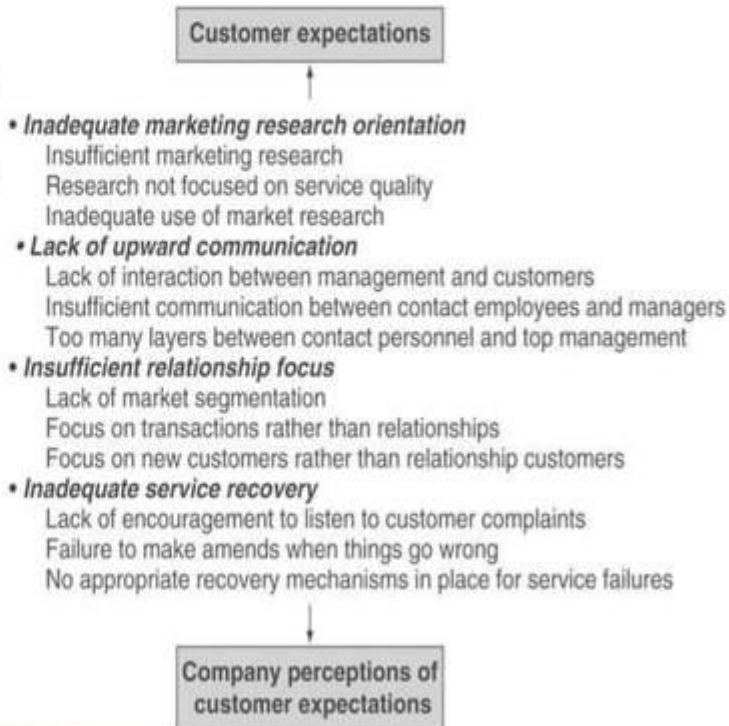 Customer expectations
• Inadequate marketing research orientation
Insufficient marketing research
Research not focused on service quality
Inadequate use of market research
• Lack of upward communication
Lack of interaction between management and customers
Insufficient communication between contact employees and managers
Too many layers between contact personnel and top management
• Insufficient relationship focus
Lack of market segmentation
Focus on transactions rather than relationships
Focus on new customers rather than relationship customers
• Inadequate service recovery
Lack of encouragement to listen to customer complaints
Failure to make amends when things go wrong
No appropriate recovery mechanisms in place for service failures
Company perceptions of
customer expectations